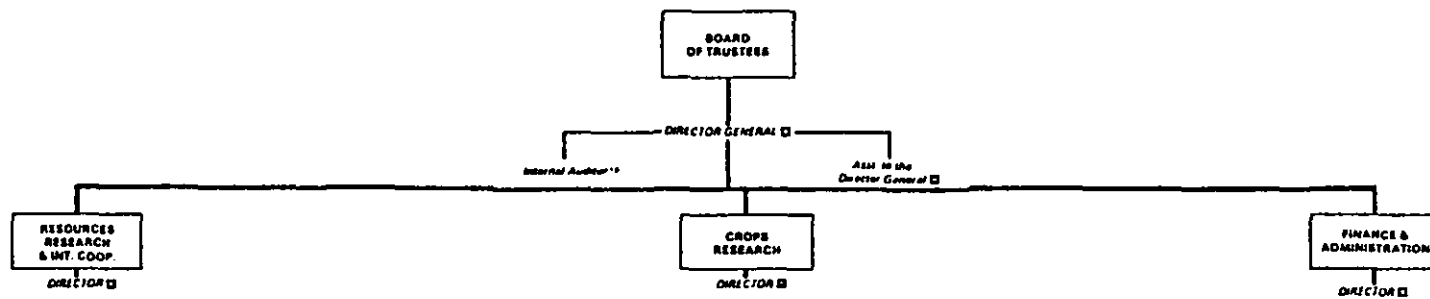 BOARD
OF TRUSTEES
DIRECTOR GENERAL
Internal Auditor
Asst. to the
Director General
RESOURCES
RESEARCH
& INT. COOP.
DIRECTOR
CROPS
RESEARCH
DIRECTOR
FINANCE &
ADMINISTRATION
DIRECTOR